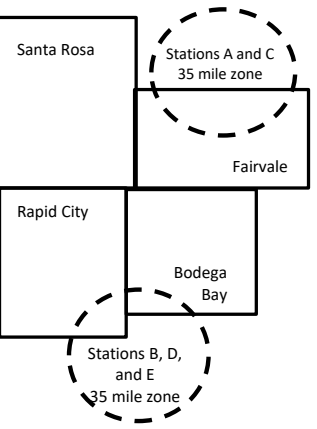 Santa Rosa
Stations A and C
35 mile zone
Fairvale
Rapid City
Bodega
Bay
Stations B, D,
and E
35 mile zone